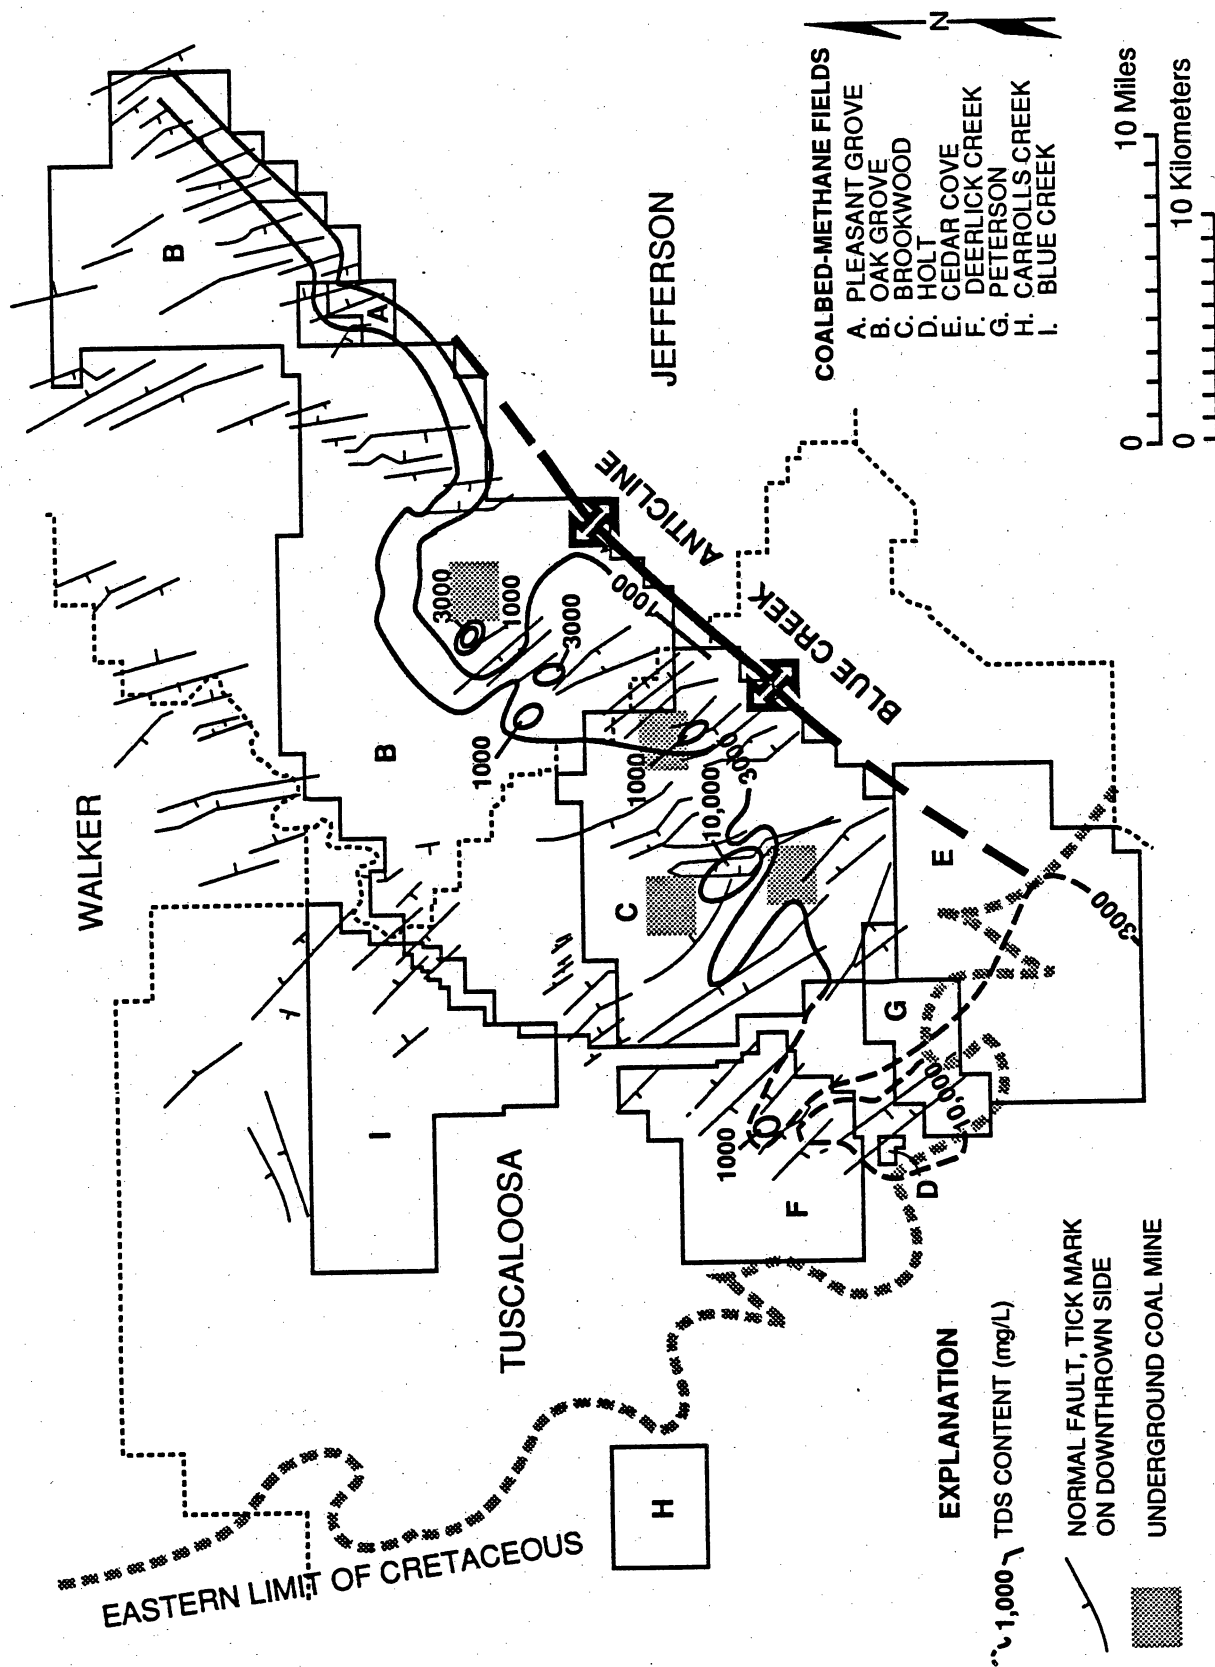 WALKER
JEFFERSON
TUSCALOOSA
B
B
A
C
I
F
E
G
D
H
3000
1000
3000
1000
1000
1000
3000
10,000
1000
10,000
3000
BLUE CREEK ANTICLINE
EASTERN LIMIT OF CRETACEOUS
N
COALBED-METHANE FIELDS
A. PLEASANT GROVE
B. OAK GROVE
C. BROOKWOOD
D. HOLT
E. CEDAR COVE
F. DEERLICK CREEK
G. PETERSON
H. CARROLLS CREEK
I. BLUE CREEK
0 10 Miles
0 10 Kilometers
EXPLANATION
1,000 TDS CONTENT (mg/L)
NORMAL FAULT, TICK MARK
ON DOWNTHROWN SIDE
UNDERGROUND COAL MINE